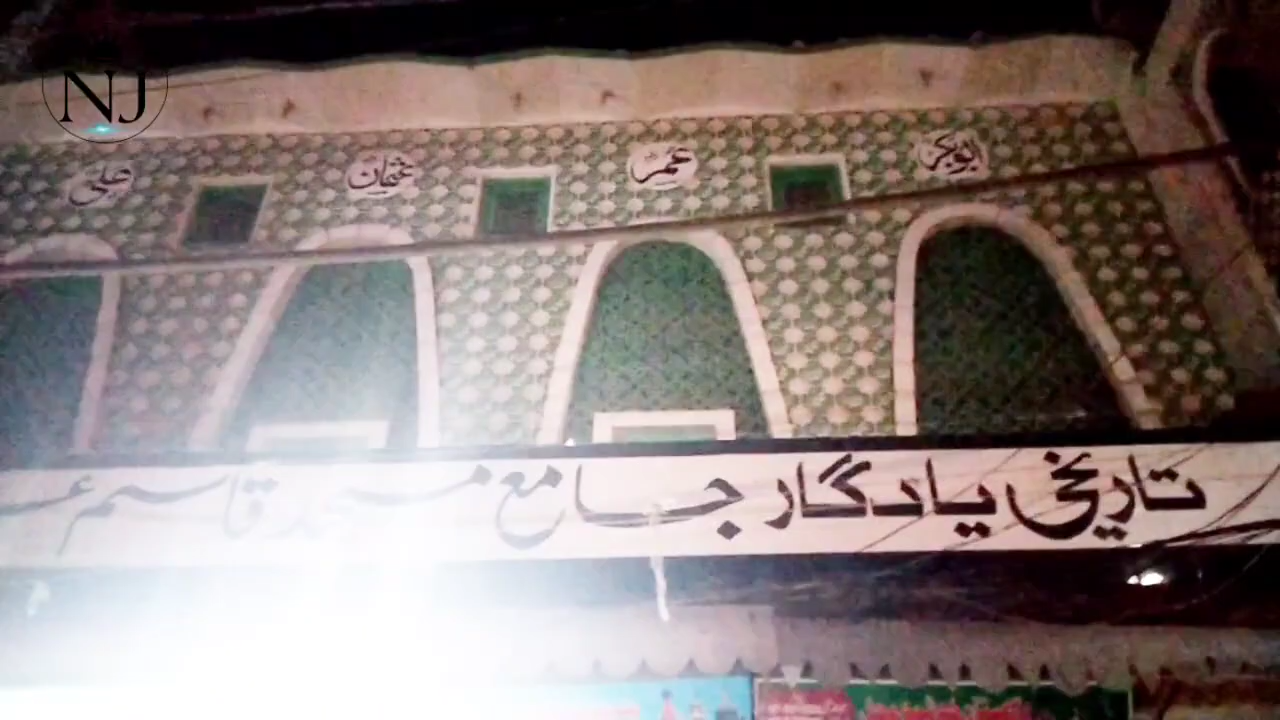 NJ
ابوبکر عمر عثمان علی
تاریخی یادگار جامع مسجد قاسم